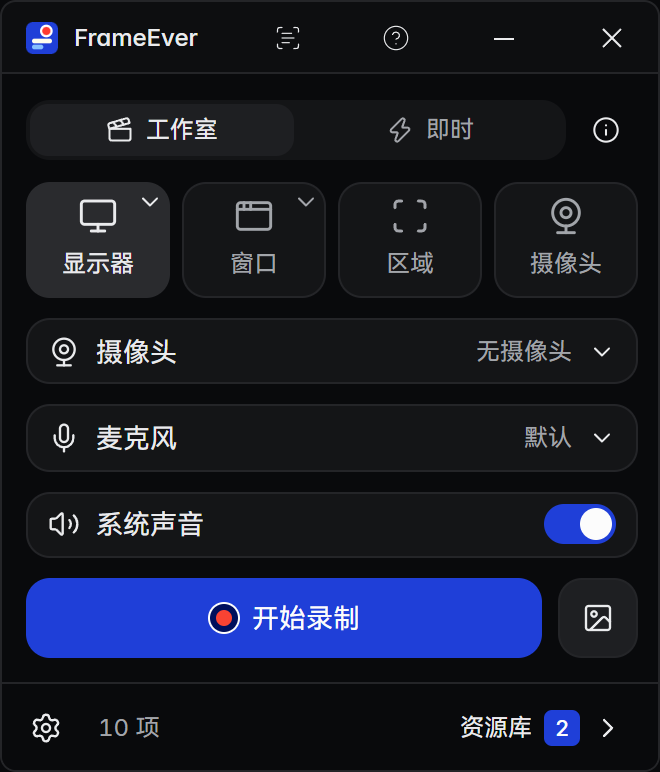 FrameEver
工作室
即时
显示器
窗口
区域
摄像头
摄像头 无摄像头
麦克风 默认
系统声音
开始录制
10 项 资源库 2